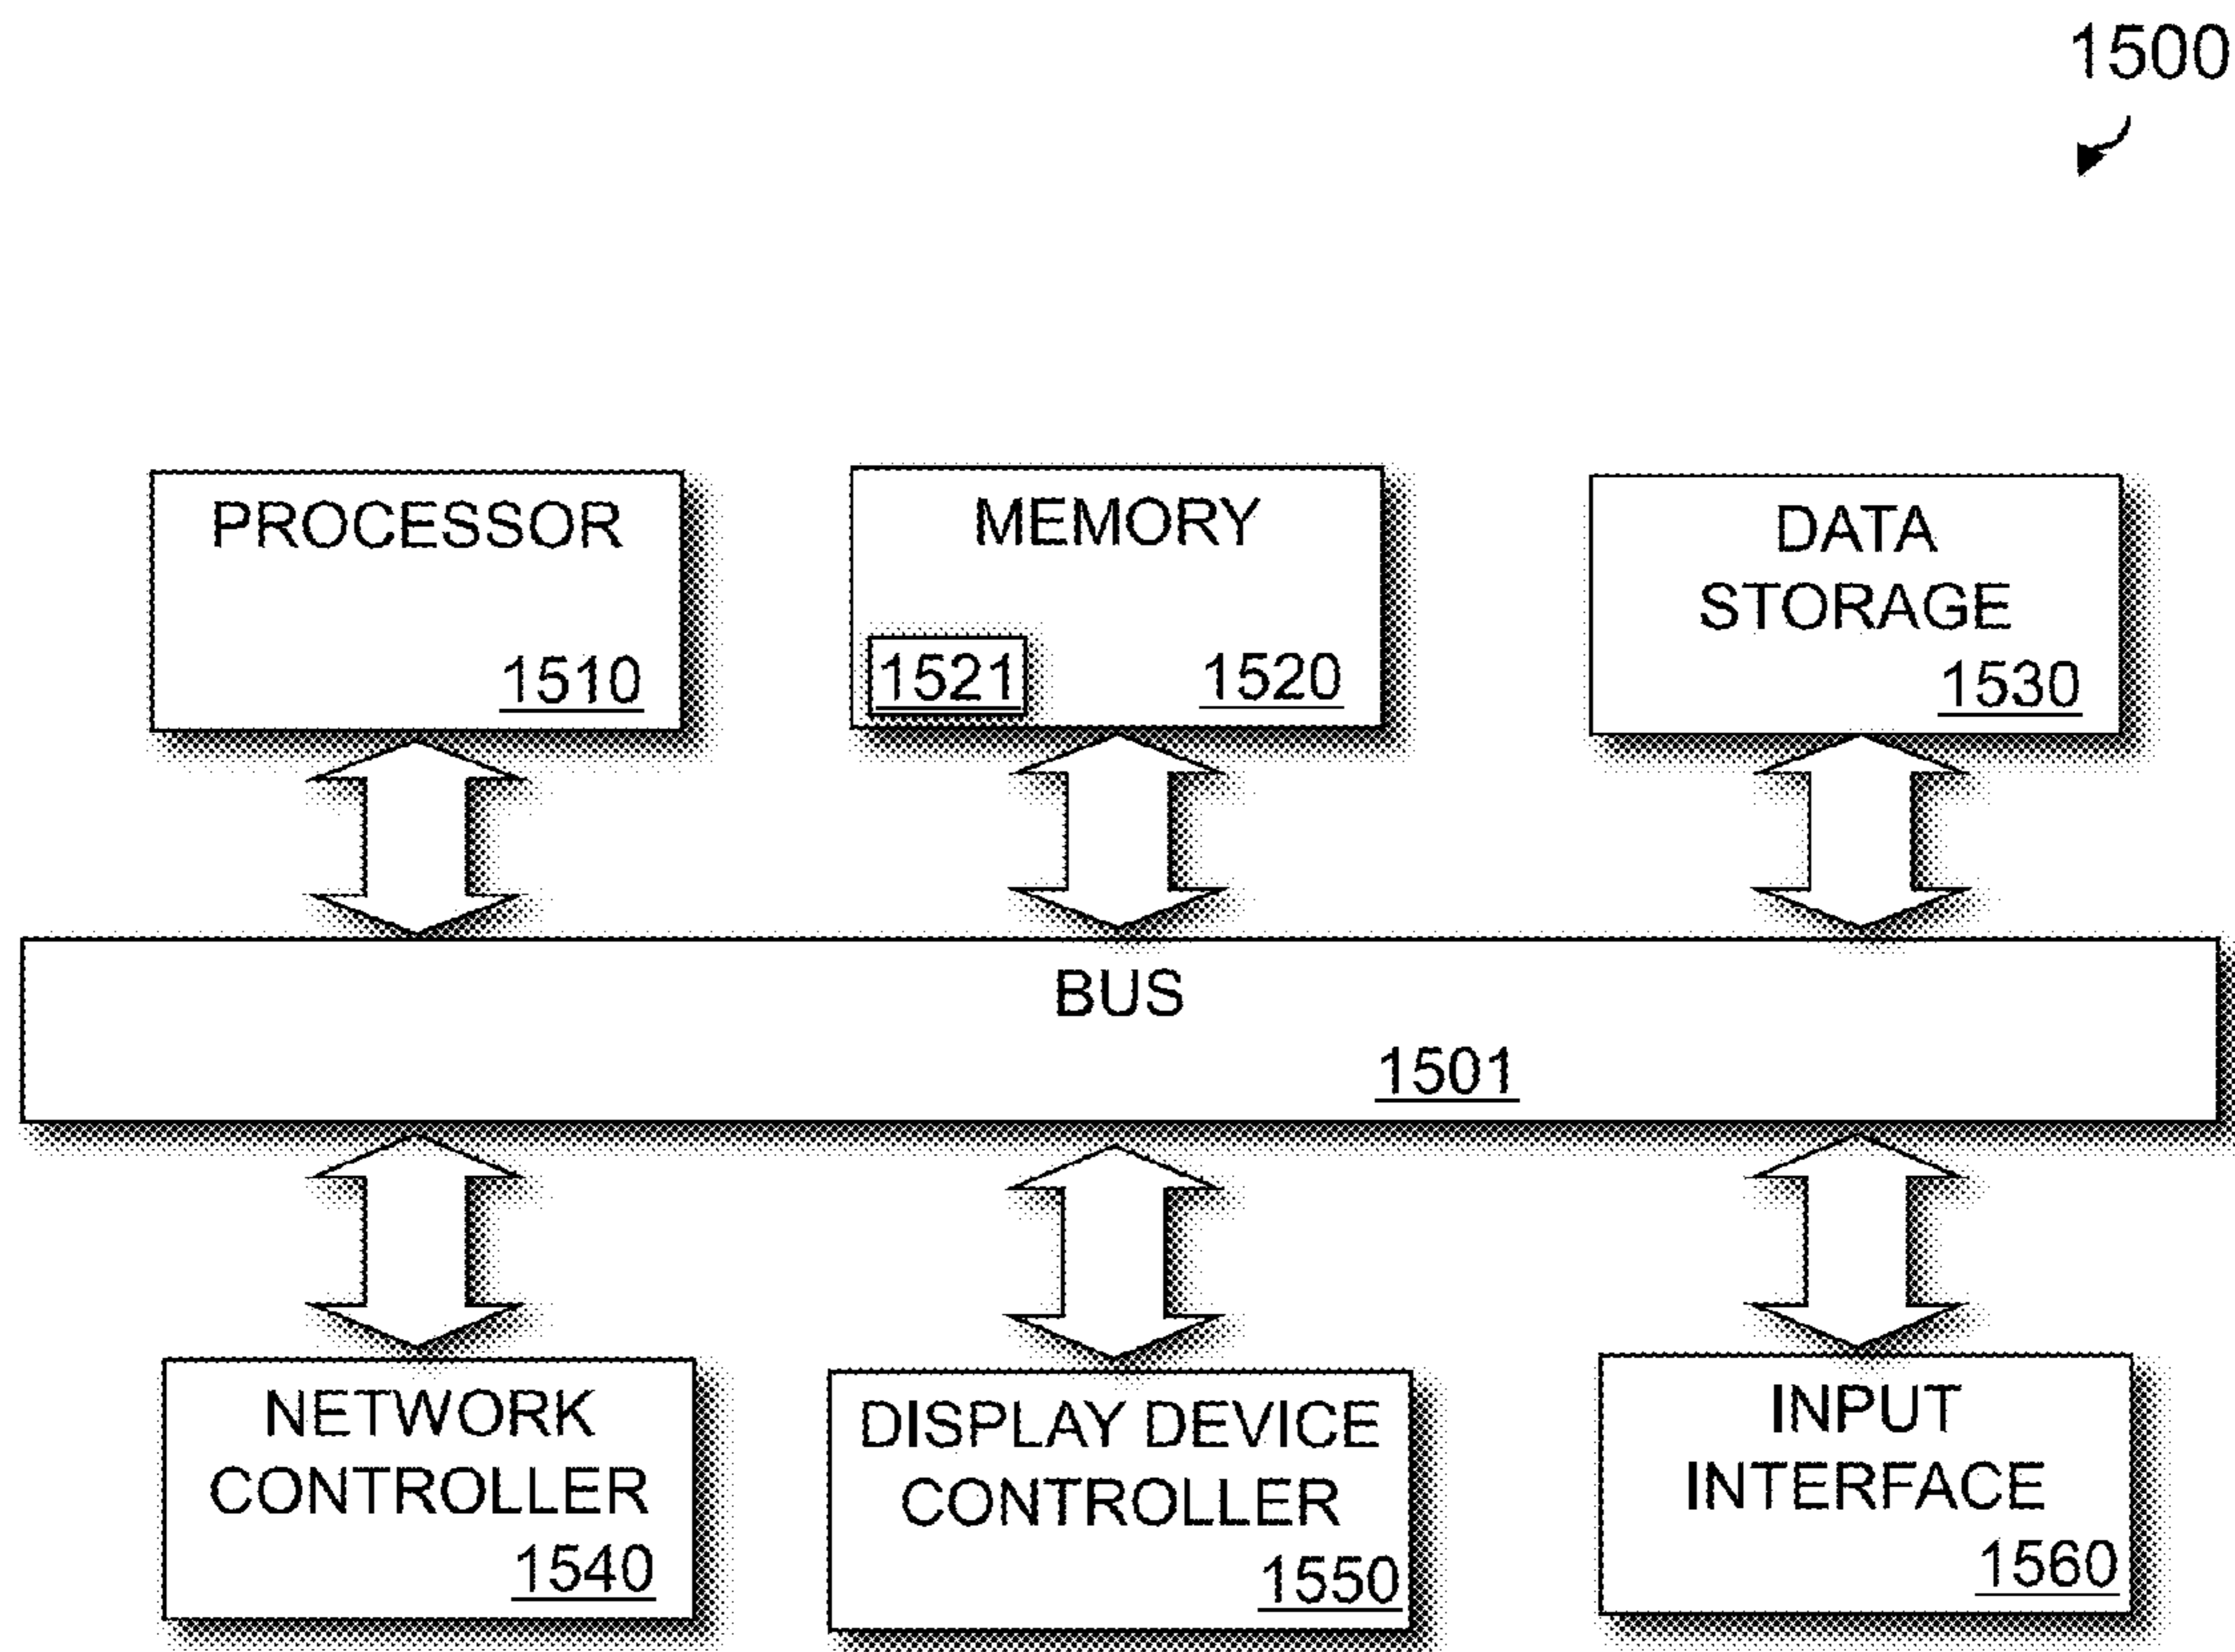 1500
PROCESSOR
1510
MEMORY
1521 1520
DATA
STORAGE
1530
BUS
1501
NETWORK
CONTROLLER
1540
DISPLAY DEVICE
CONTROLLER
1550
INPUT
INTERFACE
1560